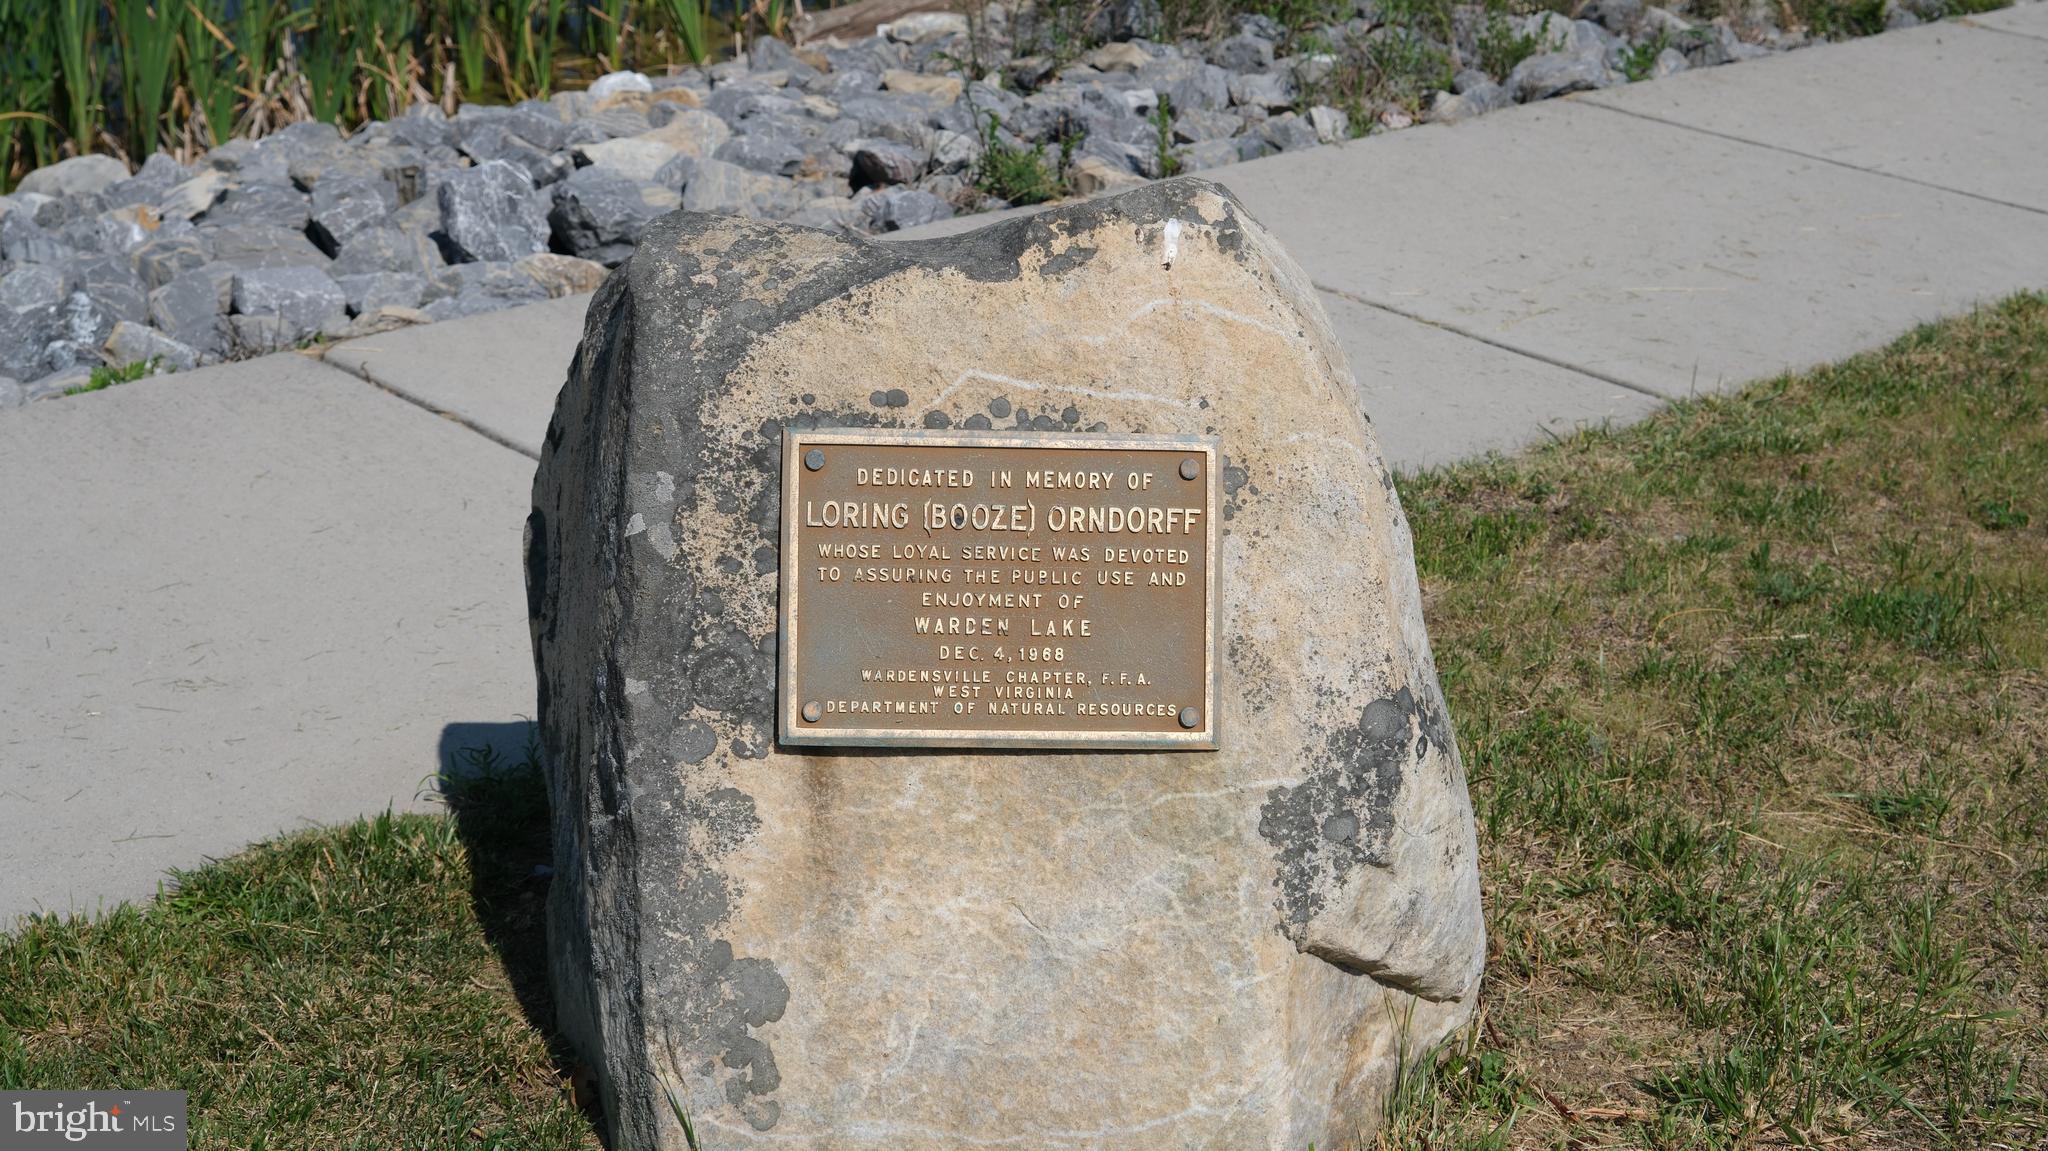 DEDICATED IN MEMORY OF
LORING (BOOZE) ORNDORFF
WHOSE LOYAL SERVICE WAS DEVOTED
TO ASSURING THE PUBLIC USE AND
ENJOYMENT OF
WARDEN LAKE
DEC. 4, 1968
WARDENSVILLE CHAPTER, F.F.A.
WEST VIRGINIA
DEPARTMENT OF NATURAL RESOURCES
bright™ MLS